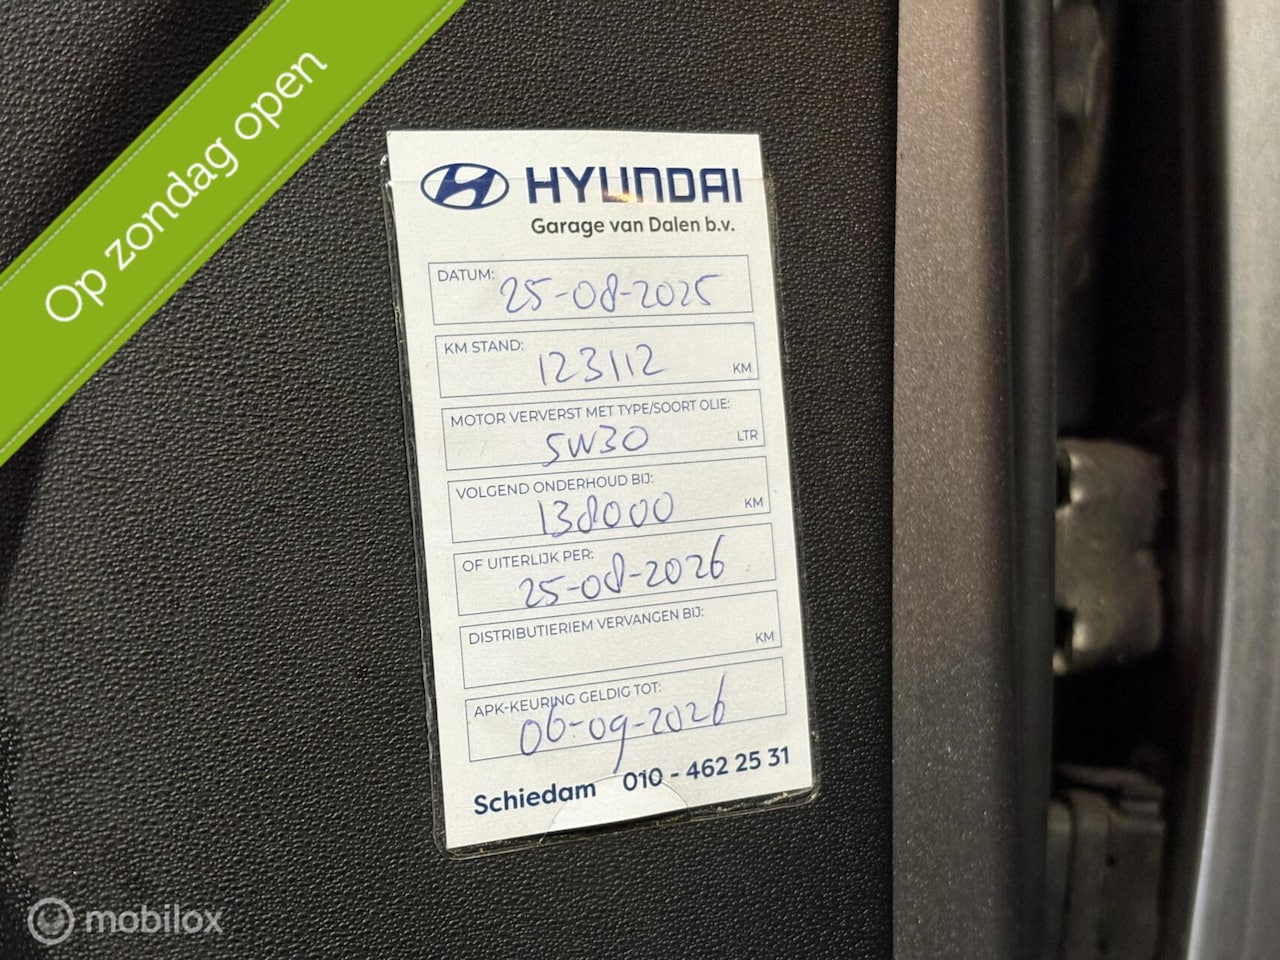 Op zondag open
HYUNDAI
Garage van Dalen b.v.
DATUM: 25-08-2025
KM STAND: 123112 KM
MOTOR VERVERST MET TYPE/SOORT OLIE: 5W30 LTR
VOLGEND ONDERHOUD BIJ: 138000 KM
OF UITERLIJK PER: 25-08-2026
DISTRIBUTIERIEM VERVANGEN BIJ: KM
APK-KEURING GELDIG TOT: 06-09-2026
Schiedam 010 - 462 25 31
mobilox